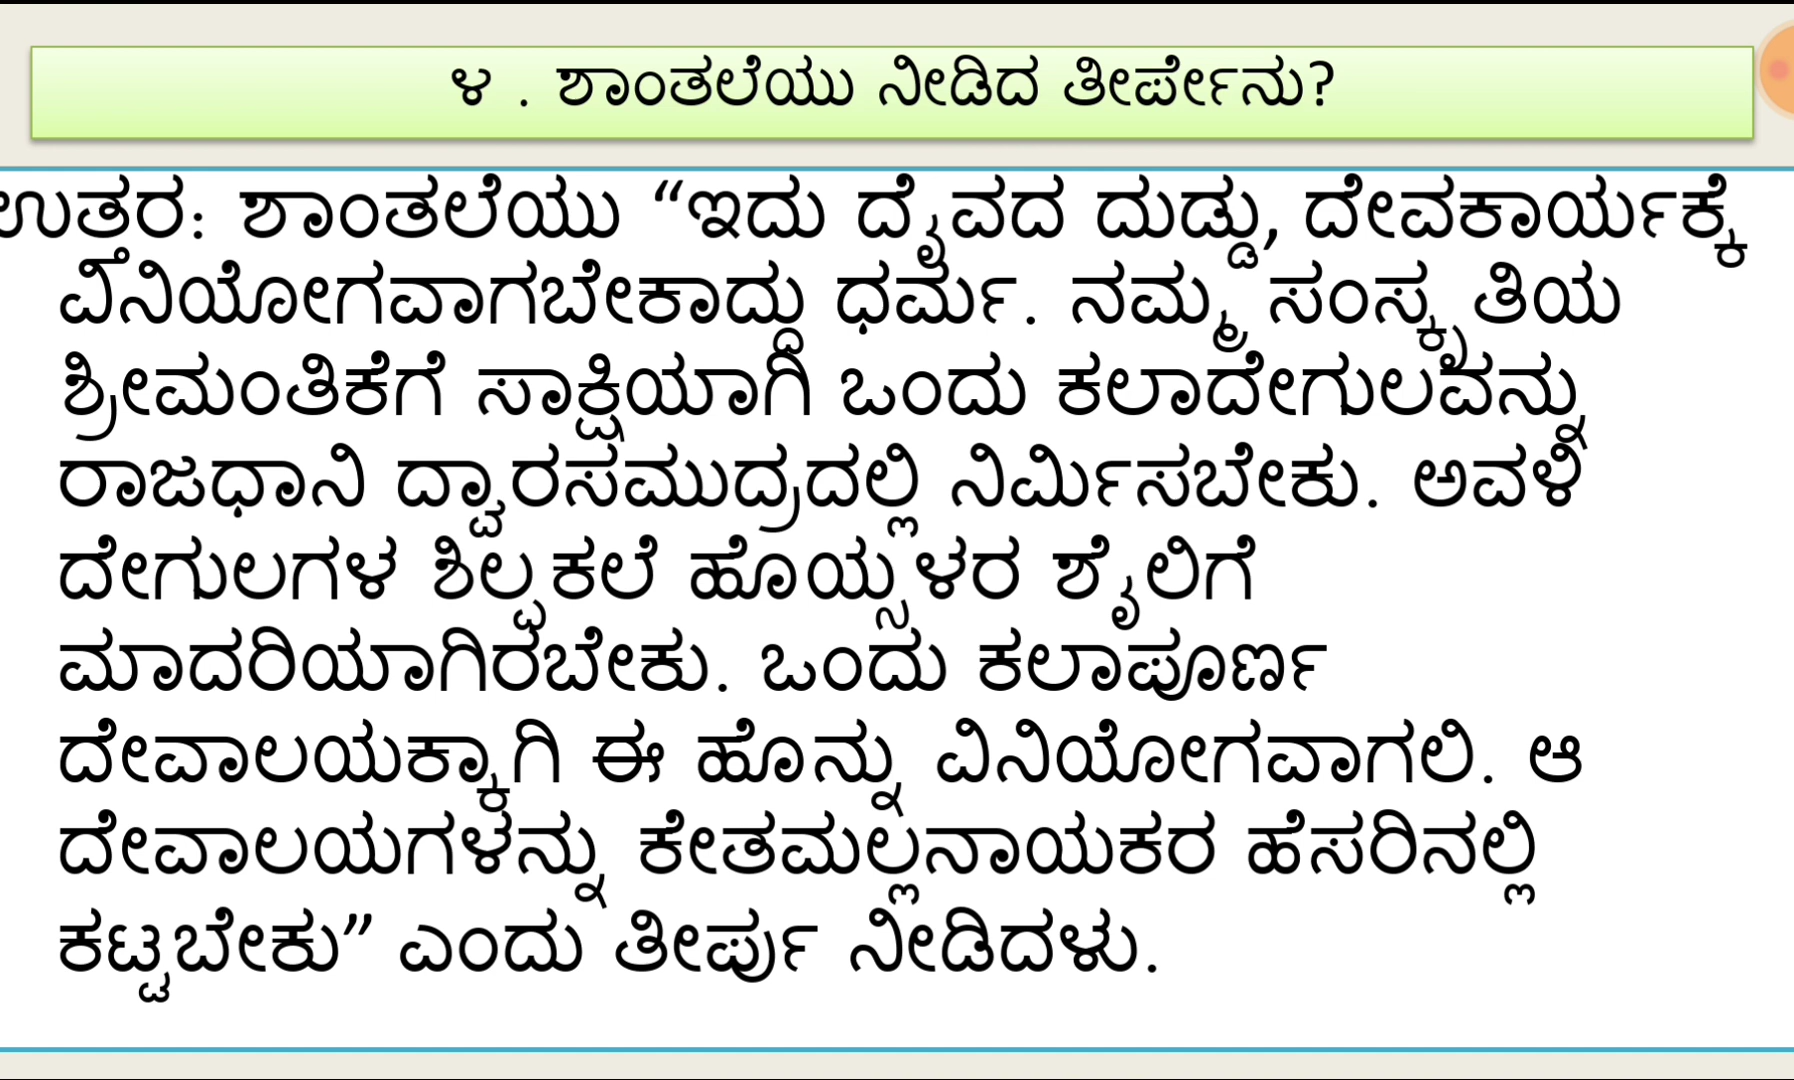 ೪ . ಶಾಂತಲೆಯು ನೀಡಿದ ತೀರ್ಪೇನು?
ಉತ್ತರ: ಶಾಂತಲೆಯು “ಇದು ದೈವದ ದುಡ್ಡು, ದೇವಕಾರ್ಯಕ್ಕೆ
ವಿನಿಯೋಗವಾಗಬೇಕಾದ್ದು ಧರ್ಮ. ನಮ್ಮ ಸಂಸ್ಕೃತಿಯ
ಶ್ರೀಮಂತಿಕೆಗೆ ಸಾಕ್ಷಿಯಾಗಿ ಒಂದು ಕಲಾದೇಗುಲವನ್ನು
ರಾಜಧಾನಿ ದ್ವಾರಸಮುದ್ರದಲ್ಲಿ ನಿರ್ಮಿಸಬೇಕು. ಅವಳಿ
ದೇಗುಲಗಳ ಶಿಲ್ಪಕಲೆ ಹೊಯ್ಸಳರ ಶೈಲಿಗೆ
ಮಾದರಿಯಾಗಿರಬೇಕು. ಒಂದು ಕಲಾಪೂರ್ಣ
ದೇವಾಲಯಕ್ಕಾಗಿ ಈ ಹೊನ್ನು ವಿನಿಯೋಗವಾಗಲಿ. ಆ
ದೇವಾಲಯಗಳನ್ನು ಕೇತಮಲ್ಲನಾಯಕರ ಹೆಸರಿನಲ್ಲಿ
ಕಟ್ಟಬೇಕು” ಎಂದು ತೀರ್ಪು ನೀಡಿದಳು.